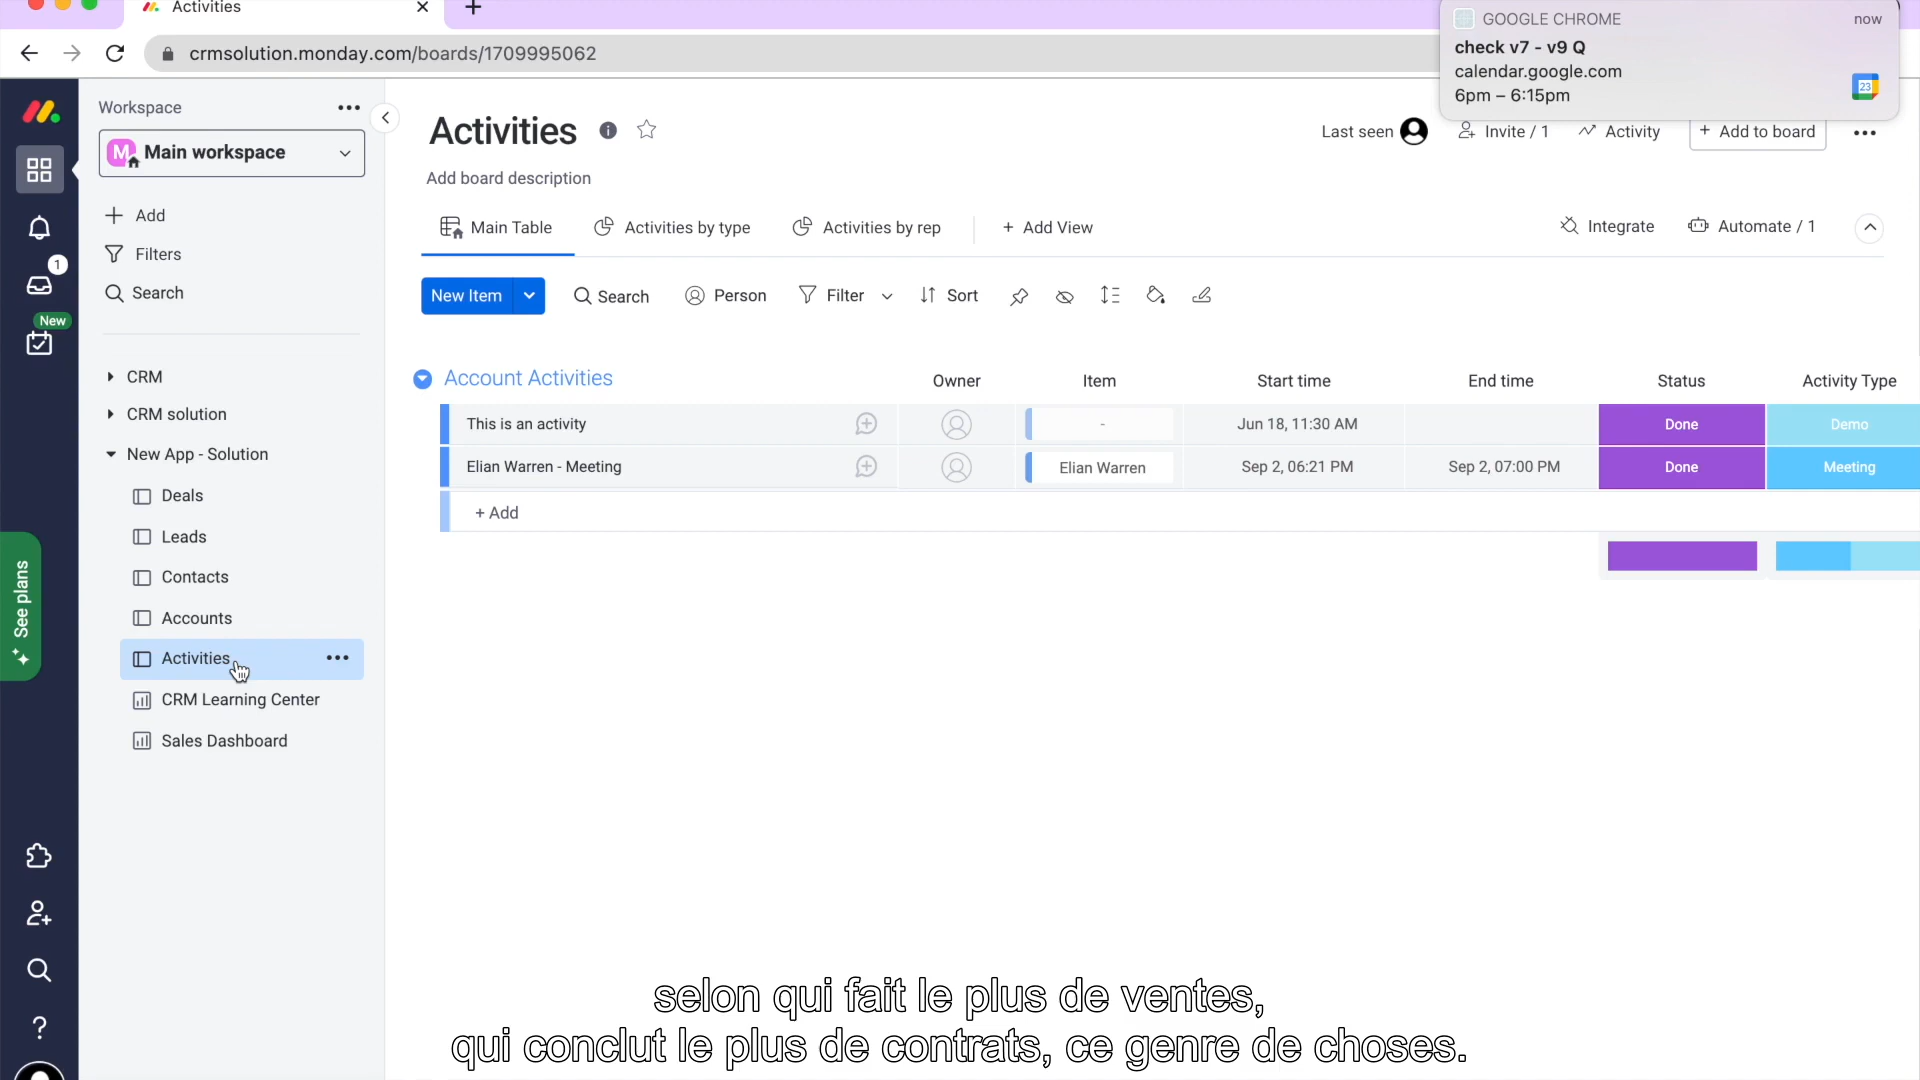 Activities
GOOGLE CHROME
now
check v7 - v9 Q
calendar.google.com
23
6pm – 6:15pm
crmsolution.monday.com/boards/1709995062
Workspace
M Main workspace
Add
Filters
1
Search
New
CRM
CRM solution
New App - Solution
Deals
Leads
Contacts
Accounts
Activities
CRM Learning Center
Sales Dashboard
See plans
?
Activities
Last seen
Invite / 1
Activity
+ Add to board
Add board description
Main Table
Activities by type
Activities by rep
+ Add View
Integrate
Automate / 1
New Item
Search
Person
Filter
Sort
Account Activities
Owner
Item
Start time
End time
Status
Activity Type
This is an activity
-
Jun 18, 11:30 AM
Done
Demo
Elian Warren - Meeting
Elian Warren
Sep 2, 06:21 PM
Sep 2, 07:00 PM
Done
Meeting
+ Add
selon qui fait le plus de ventes,
qui conclut le plus de contrats, ce genre de choses.